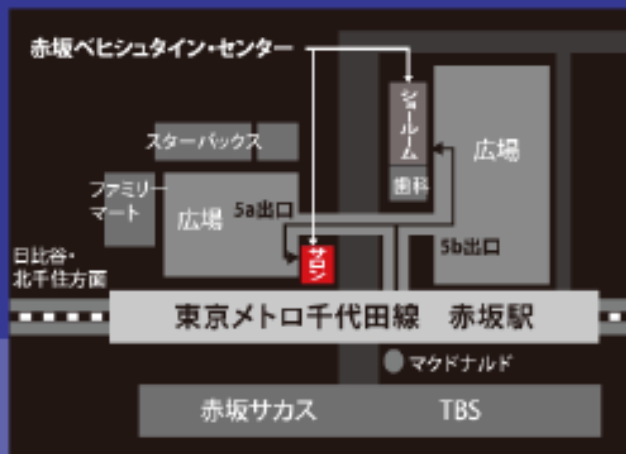 赤坂ベヒシュタイン・センター
ショールーム
広場
スターバックス
歯科
ファミリー
マート
広場
5a出口
5b出口
サロン
日比谷・
北千住方面
東京メトロ千代田線 赤坂駅
マクドナルド
赤坂サカス
TBS